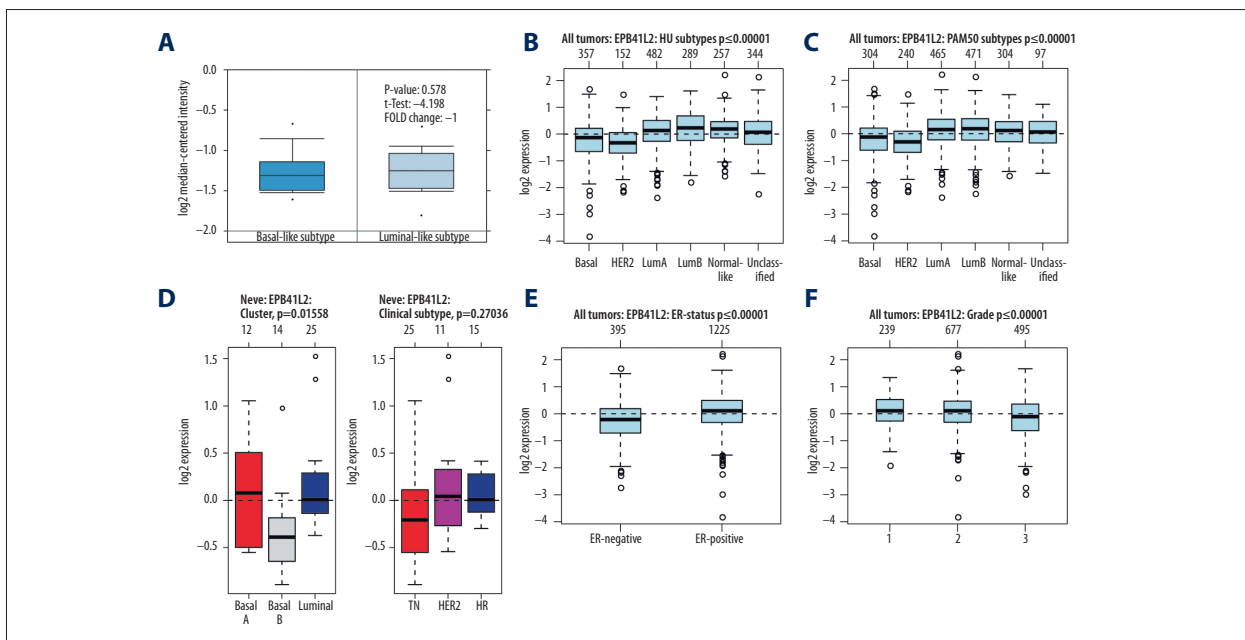 A
log2 median-centered intensity
0.0
−0.5
−1.0
−1.5
−2.0
P-value: 0.578
t-Test: −4.198
FOLD change: −1
Basal-like subtype
Luminal-like subtype
B
All tumors: EPB41L2: HU subtypes p≤0.00001
357 152 482 289 257 344
log2 expression
2
1
0
−1
−2
−3
−4
Basal HER2 LumA LumB Normal-like Unclass-ified
C
All tumors: EPB41L2: PAM50 subtypes p≤0.00001
304 240 465 471 304 97
log2 expression
2
1
0
−1
−2
−3
−4
Basal HER2 LumA LumB Normal-like Unclass-ified
D
Neve: EPB41L2:
Cluster, p=0.01558
12 14 25
log2 expression
1.5
1.0
0.5
0.0
−0.5
Basal A
Basal B
Luminal
Neve: EPB41L2:
Clinical subtype, p=0.27036
25 11 15
log2 expression
1.5
1.0
0.5
0.0
−0.5
TN HER2 HR
E
All tumors: EPB41L2: ER-status p≤0.00001
395 1225
log2 expression
2
1
0
−1
−2
−3
−4
ER-negative ER-positive
F
All tumors: EPB41L2: Grade p≤0.00001
239 677 495
log2 expression
2
1
0
−1
−2
−3
−4
1 2 3